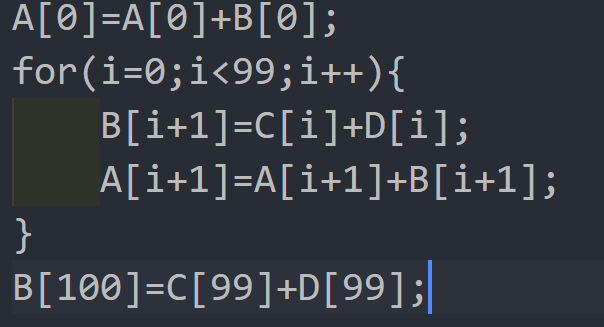 A[0]=A[0]+B[0];
for(i=0;i<99;i++){
    B[i+1]=C[i]+D[i];
    A[i+1]=A[i+1]+B[i+1];
}
B[100]=C[99]+D[99];